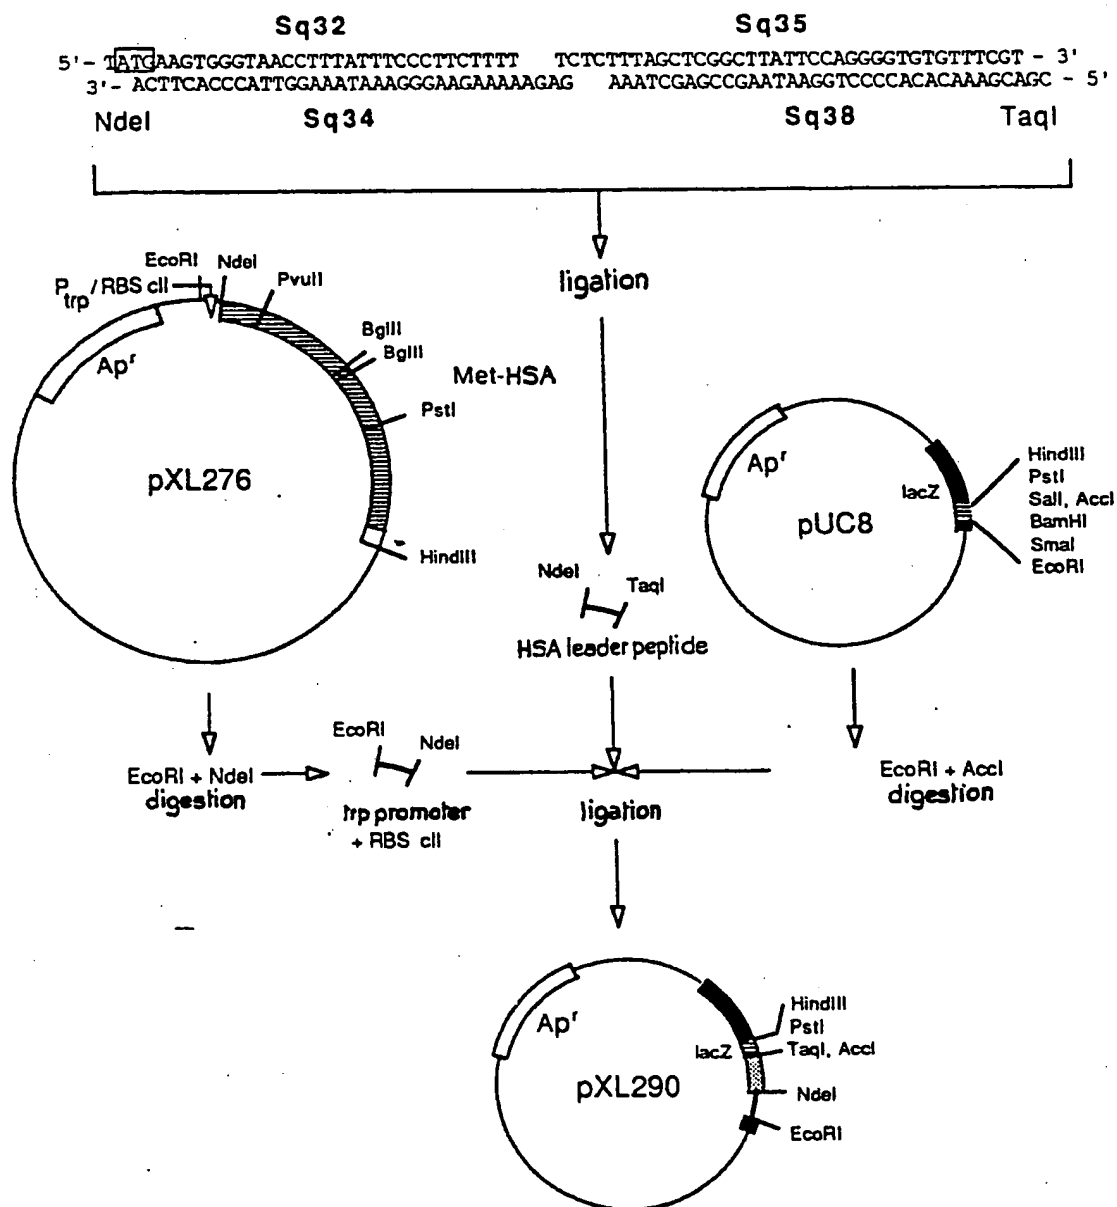 Sq32 Sq35
5'- TATGAAGTGGGTAACCTTTATTTCCCTTCTTTT TCTCTTTAGCTCGGCTTATTCCAGGGGTGTGTTTCGT - 3'
3'- ACTTCACCCATTGGAAATAAAGGGAAGAAAAAGAG AAATCGAGCCGAATAAGGTCCCCACACAAAGCAGC - 5'
NdeI Sq34 Sq38 TaqI
ligation
EcoRI
NdeI
Ptrp/RBS cII
PvuII
BglII
BglII
Met-HSA
PstI
Apr
pXL276
HindIII
Apr
lacZ
pUC8
HindIII
PstI
SalI, AccI
BamHI
SmaI
EcoRI
NdeI
TaqI
HSA leader peptide
EcoRI + NdeI
digestion
EcoRI
NdeI
trp promoter
+ RBS cII
ligation
EcoRI + AccI
digestion
Apr
lacZ
pXL290
HindIII
PstI
TaqI, AccI
NdeI
EcoRI